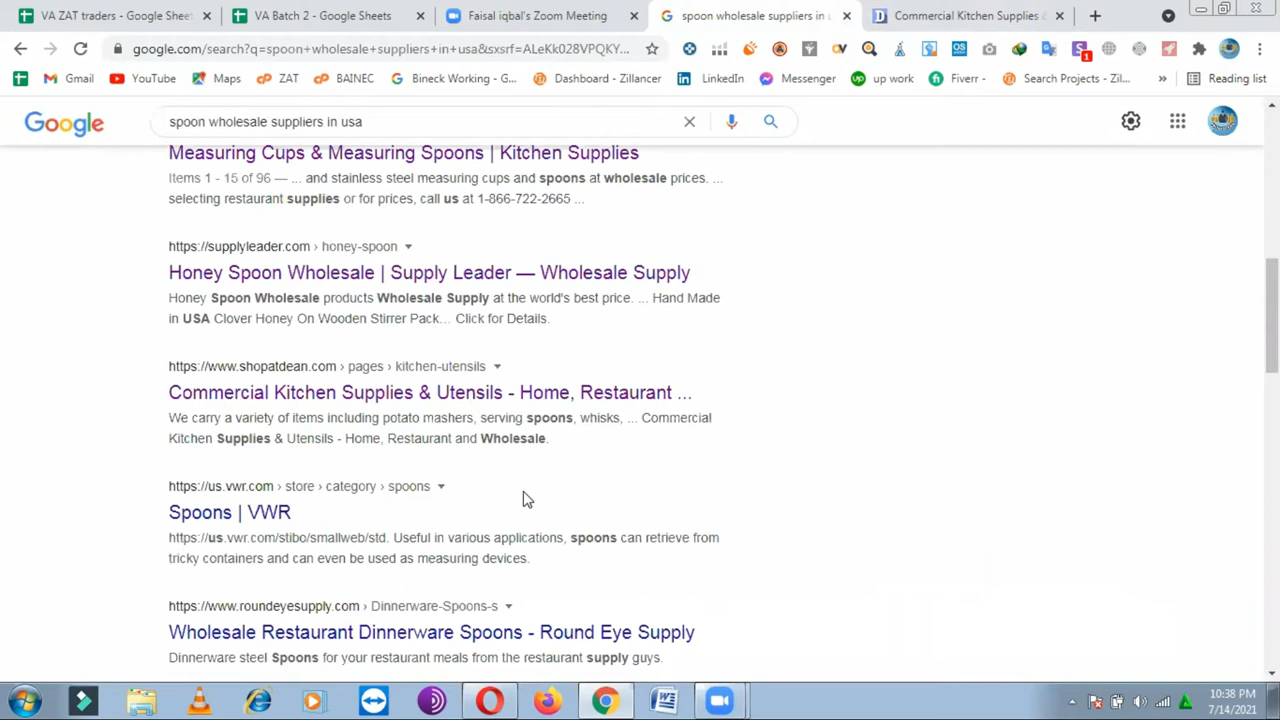 VA ZAT traders - Google Sheet
VA Batch 2 - Google Sheets
Faisal iqbal's Zoom Meeting
spoon wholesale suppliers in u
Commercial Kitchen Supplies &
google.com/search?q=spoon+wholesale+suppliers+in+usa&sxsrf=ALeKk028VPQKY...
1
Gmail
YouTube
Maps
ZAT
BAINEC
Bineck Working - G...
Dashboard - Zillancer
LinkedIn
Messenger
up work
Fiverr -
Search Projects - Zil...
»
Reading list
Google
spoon wholesale suppliers in usa
Measuring Cups & Measuring Spoons | Kitchen Supplies
Items 1 - 15 of 96 — ... and stainless steel measuring cups and spoons at wholesale prices. ...
selecting restaurant supplies or for prices, call us at 1-866-722-2665 ...
https://supplyleader.com › honey-spoon
Honey Spoon Wholesale | Supply Leader — Wholesale Supply
Honey Spoon Wholesale products Wholesale Supply at the world's best price. ... Hand Made
in USA Clover Honey On Wooden Stirrer Pack... Click for Details.
https://www.shopatdean.com › pages › kitchen-utensils
Commercial Kitchen Supplies & Utensils - Home, Restaurant ...
We carry a variety of items including potato mashers, serving spoons, whisks, ... Commercial
Kitchen Supplies & Utensils - Home, Restaurant and Wholesale.
https://us.vwr.com › store › category › spoons
Spoons | VWR
https://us.vwr.com/stibo/smallweb/std. Useful in various applications, spoons can retrieve from
tricky containers and can even be used as measuring devices.
https://www.roundeyesupply.com › Dinnerware-Spoons-s
Wholesale Restaurant Dinnerware Spoons - Round Eye Supply
Dinnerware steel Spoons for your restaurant meals from the restaurant supply guys.
10:38 PM
7/14/2021